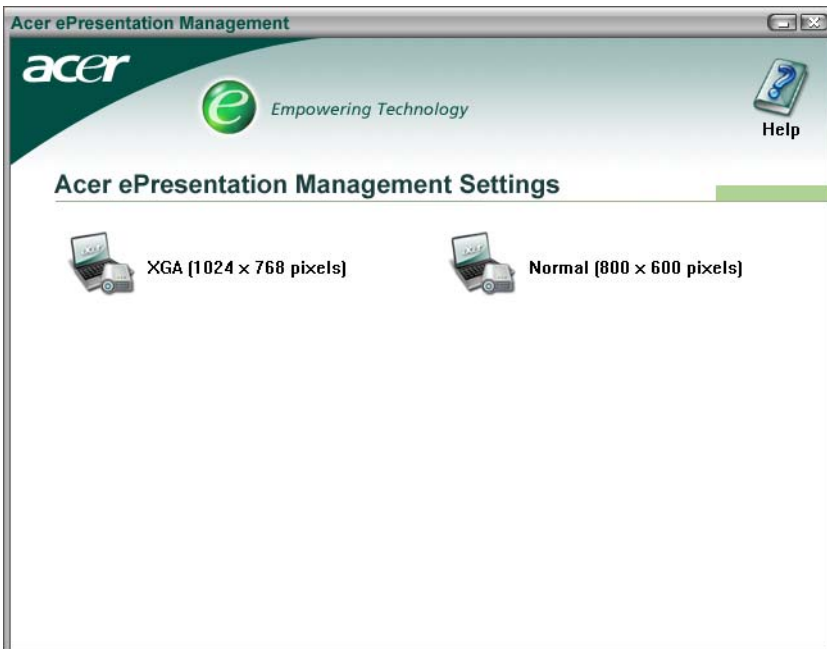 Acer ePresentation Management
acer
e Empowering Technology
Help
Acer ePresentation Management Settings
XGA (1024 x 768 pixels)
Normal (800 x 600 pixels)